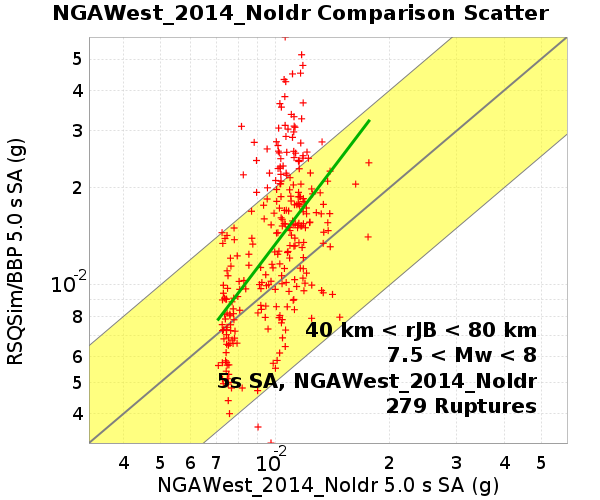 NGAWest_2014_NoIdr Comparison Scatter
RSQSim/BBP 5.0 s SA (g)
5
4
3
2
10-2
8
7
6
5
4
40 km < rJB < 80 km
7.5 < Mw < 8
5s SA, NGAWest_2014_NoIdr
279 Ruptures
4 5 6 7 10-2 2 3 4 5
NGAWest_2014_NoIdr 5.0 s SA (g)